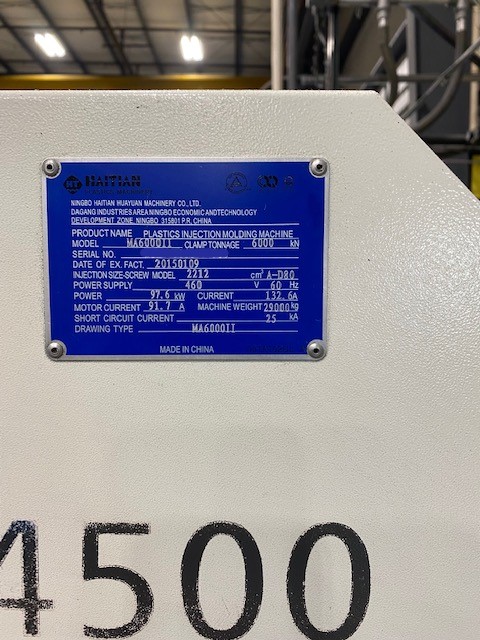 HT HAITIAN
NINGBO HAITIAN HUAYUAN MACHINERY CO., LTD.
DAGANG INDUSTRIES AREA NINGBO ECONOMIC AND TECHNOLOGY
DEVELOPMENT ZONE, NINGBO 315801 P.R. CHINA
PRODUCT NAME PLASTICS INJECTION MOLDING MACHINE
MODEL MA6000II CLAMP TONNAGE 6000 kN
SERIAL NO.
DATE OF EX. FACT. 20150109
INJECTION SIZE-SCREW MODEL 2212 cm³ A-D80
POWER SUPPLY 460 V 60 Hz
POWER 97.6 kW CURRENT 132.6A
MOTOR CURRENT 91.7 A MACHINE WEIGHT 29000kg
SHORT CIRCUIT CURRENT 25 kA
DRAWING TYPE MA6000II
MADE IN CHINA
4500